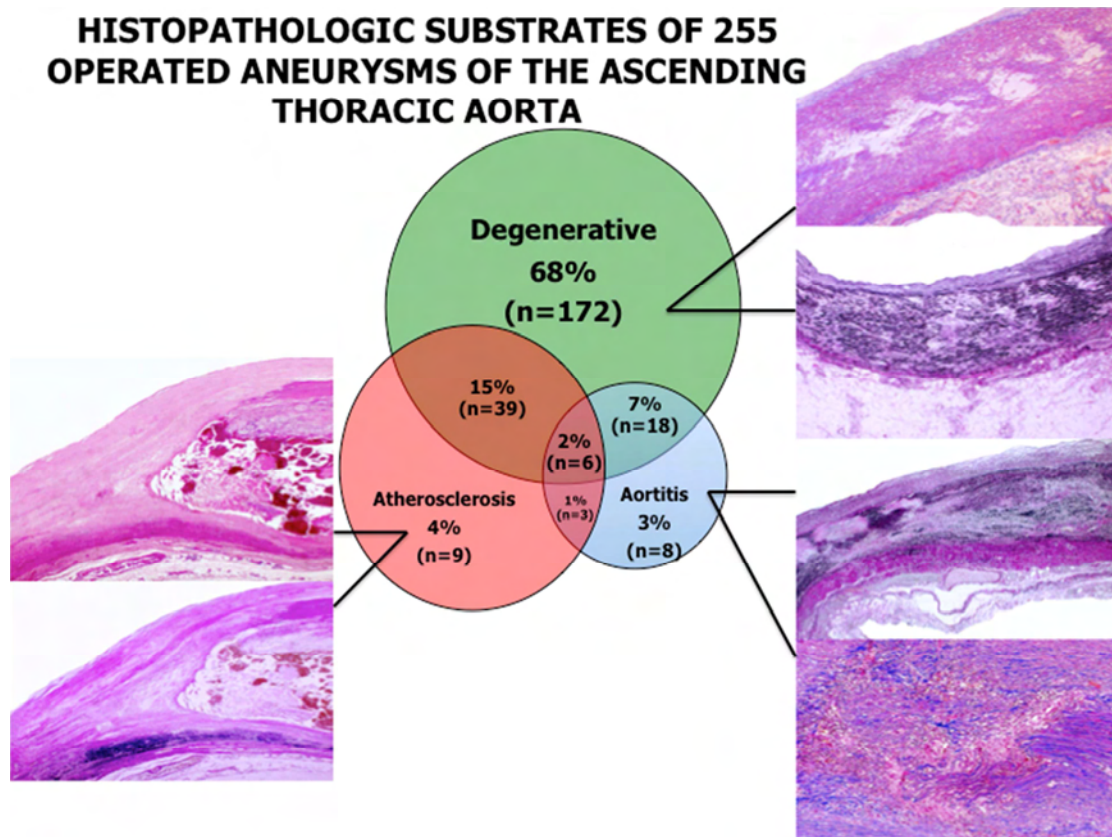 HISTOPATHOLOGIC SUBSTRATES OF 255
OPERATED ANEURYSMS OF THE ASCENDING
THORACIC AORTA
Degenerative
68%
(n=172)
15%
(n=39)
7%
(n=18)
2%
(n=6)
Atherosclerosis
4%
(n=9)
1%
(n=3)
Aortitis
3%
(n=8)